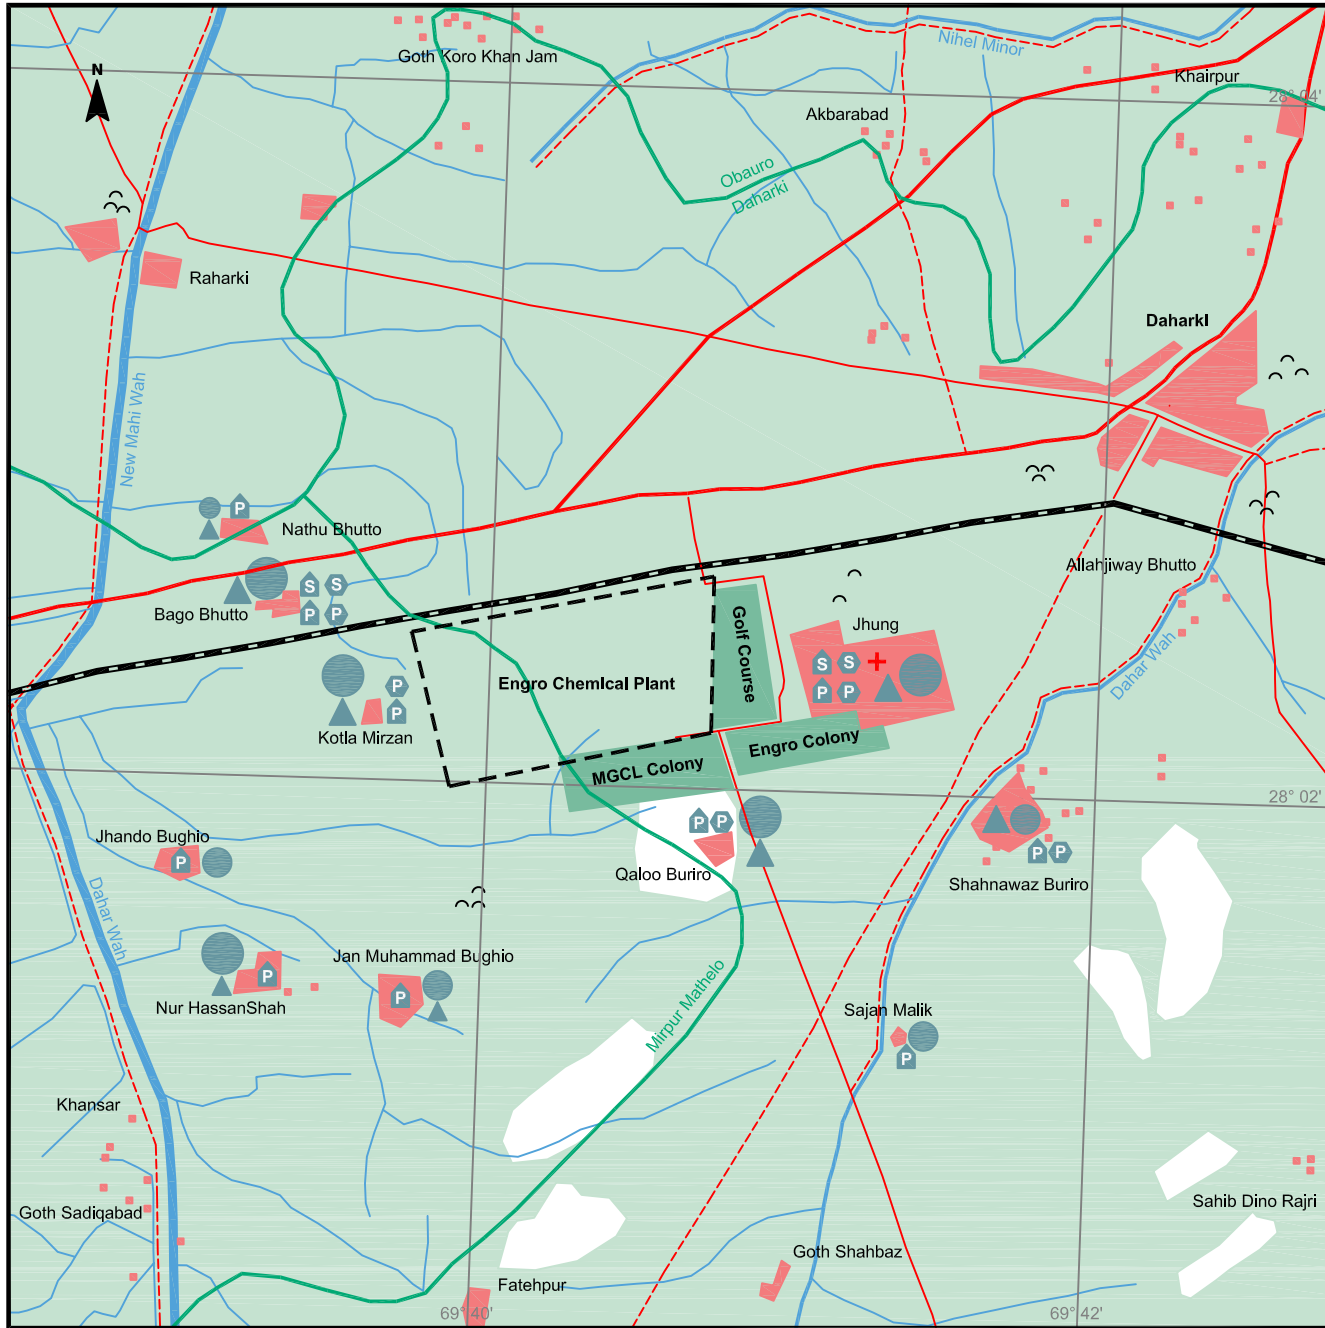 Nihel Minor
Goth Koro Khan Jam
N
Khairpur
28° 04'
Akbarabad
Obauro
Daharki
Raharki
DaharkI
New Mahi Wah
P
Nathu Bhutto
Allahjiway Bhutto
S S
Bago Bhutto
P P
Golf Course
Jhung
Dahar Wah
S S
P
Engro ChemIcal Plant
P P
P
Kotla Mirzan
Engro Colony
MGCL Colony
28° 02'
P P
Jhando Bughio
P
P P
Qaloo Buriro
Shahnawaz Buriro
Dahar Wah
Jan Muhammad Bughio
P
P
Nur HassanShah
Mirpur Mathelo
Sajan Malik
P
Khansar
Sahib Dino Rajri
Goth Sadiqabad
Goth Shahbaz
Fatehpur
69° 40'
69° 42'